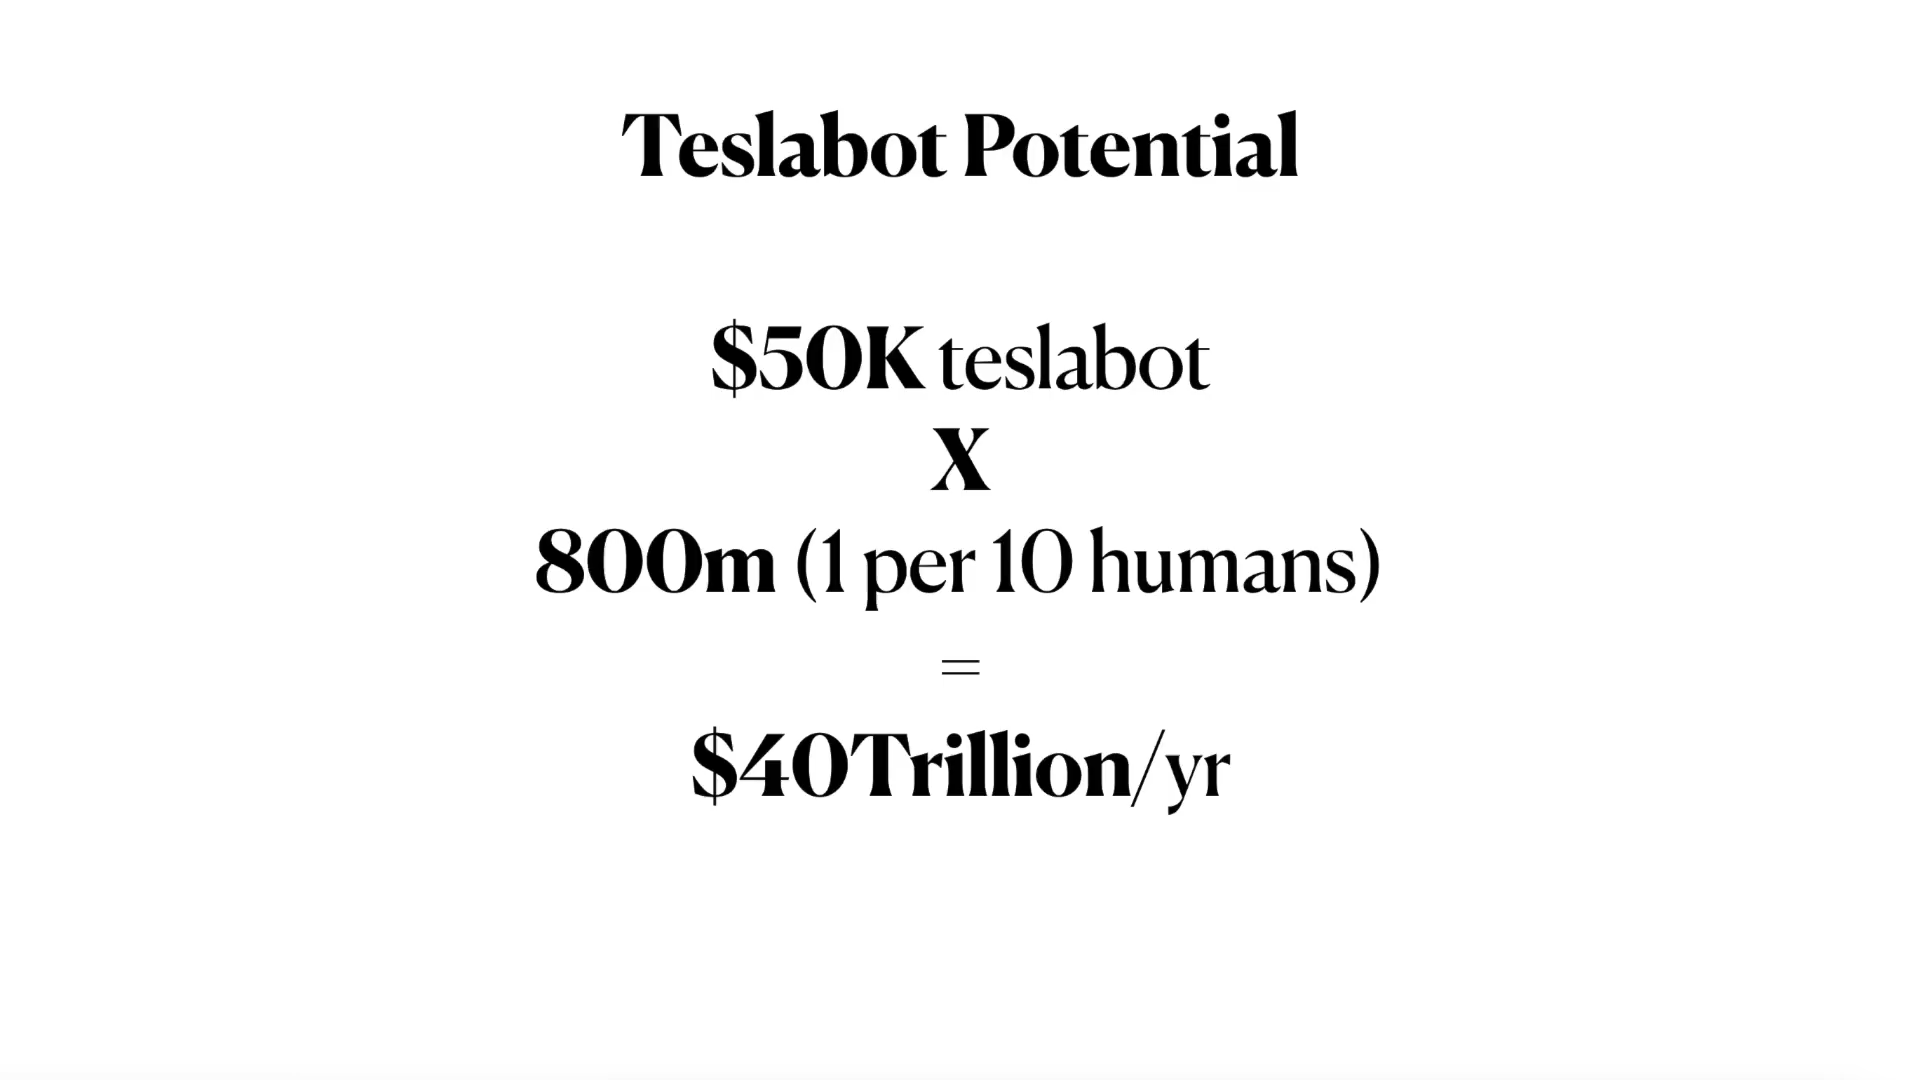 Teslabot Potential
$50K teslabot
X
800m (1 per 10 humans)
=
$40Trillion/yr